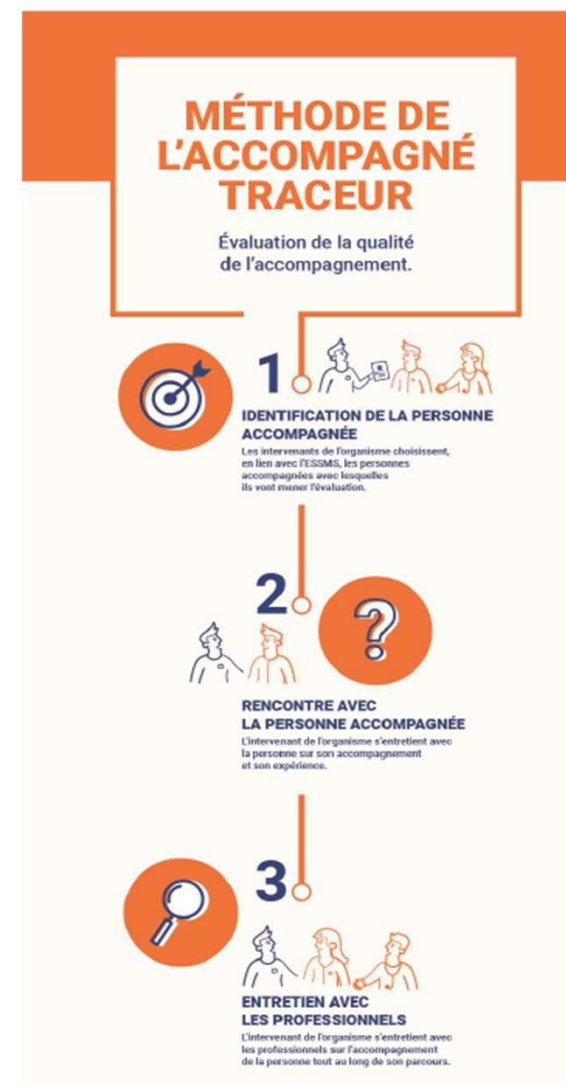 MÉTHODE DE
L'ACCOMPAGNÉ
TRACEUR
Évaluation de la qualité
de l'accompagnement.
1
IDENTIFICATION DE LA PERSONNE
ACCOMPAGNÉE
Les intervenants de l'organisme choisissent,
en lien avec l'ESSMS, les personnes
accompagnées avec lesquelles
ils vont mener l'évaluation.
2
RENCONTRE AVEC
LA PERSONNE ACCOMPAGNÉE
L'intervenant de l'organisme s'entretient avec
la personne sur son accompagnement
et son expérience.
3
ENTRETIEN AVEC
LES PROFESSIONNELS
L'intervenant de l'organisme s'entretient avec
les professionnels sur l'accompagnement
de la personne tout au long de son parcours.